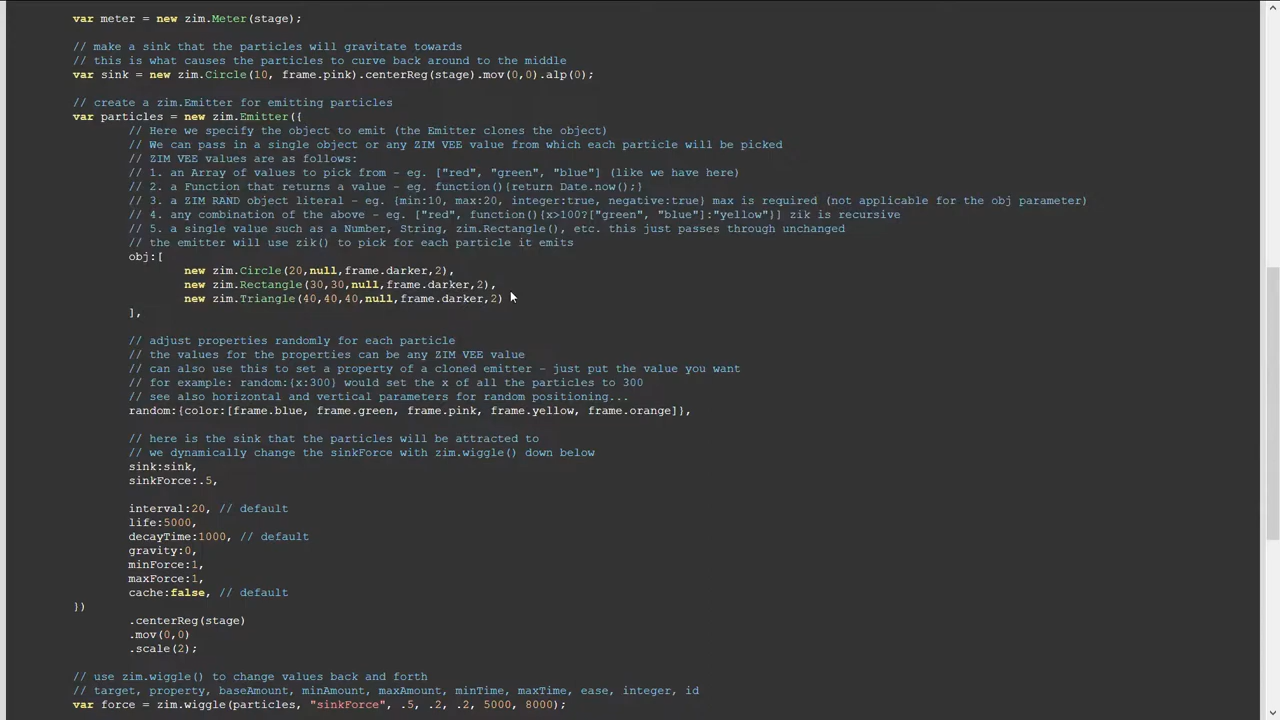 var meter = new zim.Meter(stage);
// make a sink that the particles will gravitate towards
// this is what causes the particles to curve back around to the middle
var sink = new zim.Circle(10, frame.pink).centerReg(stage).mov(0,0).alp(0);
// create a zim.Emitter for emitting particles
var particles = new zim.Emitter({
// Here we specify the object to emit (the Emitter clones the object)
// We can pass in a single object or any ZIM VEE value from which each particle will be picked
// ZIM VEE values are as follows:
// 1. an Array of values to pick from - eg. ["red", "green", "blue"] (like we have here)
// 2. a Function that returns a value - eg. function(){return Date.now();}
// 3. a ZIM RAND object literal - eg. {min:10, max:20, integer:true, negative:true} max is required (not applicable for the obj parameter)
// 4. any combination of the above - eg. ["red", function(){x>100?["green", "blue"]:"yellow"}] zik is recursive
// 5. a single value such as a Number, String, zim.Rectangle(), etc. this just passes through unchanged
// the emitter will use zik() to pick for each particle it emits
obj:[
new zim.Circle(20,null,frame.darker,2),
new zim.Rectangle(30,30,null,frame.darker,2),
new zim.Triangle(40,40,40,null,frame.darker,2)
],
// adjust properties randomly for each particle
// the values for the properties can be any ZIM VEE value
// can also use this to set a property of a cloned emitter - just put the value you want
// for example: random:{x:300} would set the x of all the particles to 300
// see also horizontal and vertical parameters for random positioning...
random:{color:[frame.blue, frame.green, frame.pink, frame.yellow, frame.orange]},
// here is the sink that the particles will be attracted to
// we dynamically change the sinkForce with zim.wiggle() down below
sink:sink,
sinkForce:.5,
interval:20, // default
life:5000,
decayTime:1000, // default
gravity:0,
minForce:1,
maxForce:1,
cache:false, // default
})
.centerReg(stage)
.mov(0,0)
.scale(2);
// use zim.wiggle() to change values back and forth
// target, property, baseAmount, minAmount, maxAmount, minTime, maxTime, ease, integer, id
var force = zim.wiggle(particles, "sinkForce", .5, .2, .2, 5000, 8000);